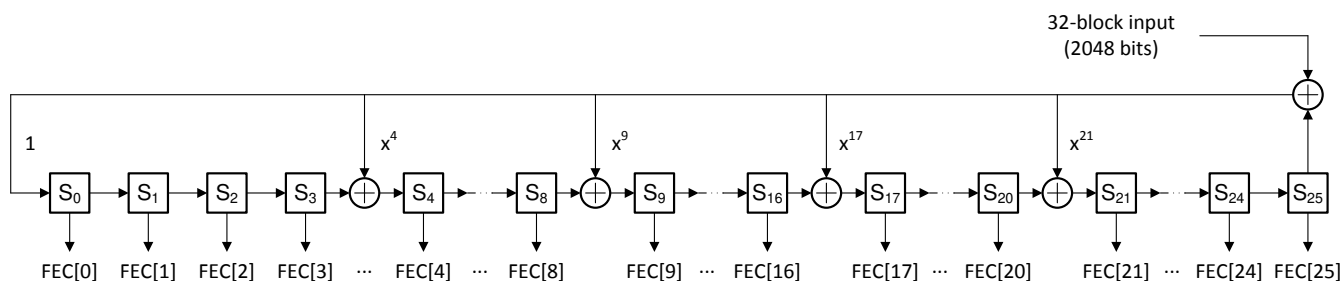 32-block input
(2048 bits)
1
x⁴
x⁹
x¹⁷
x²¹
S₀ S₁ S₂ S₃ S₄ S₈ S₉ S₁₆ S₁₇ S₂₀ S₂₁ S₂₄ S₂₅
FEC[0] FEC[1] FEC[2] FEC[3] ... FEC[4] ... FEC[8] FEC[9] ... FEC[16] FEC[17] ... FEC[20] FEC[21] ... FEC[24] FEC[25]